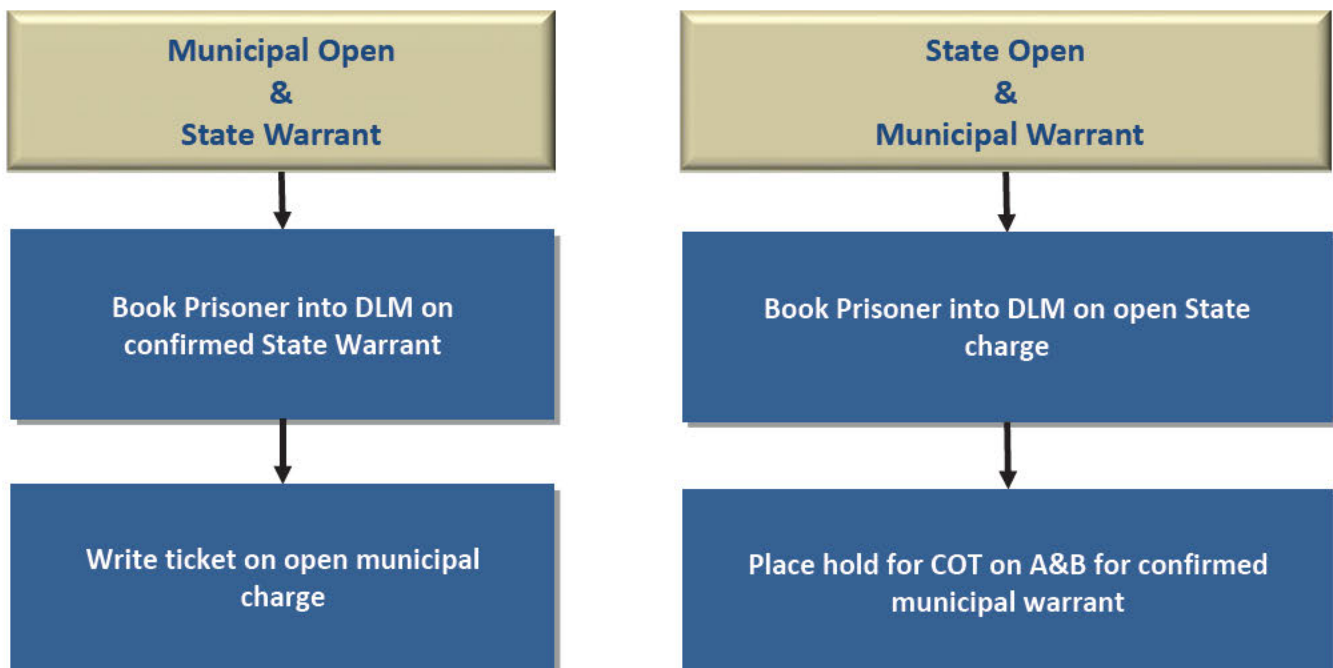 Municipal Open
&
State Warrant
Book Prisoner into DLM on
confirmed State Warrant
Write ticket on open municipal
charge
State Open
&
Municipal Warrant
Book Prisoner into DLM on open State
charge
Place hold for COT on A&B for confirmed
municipal warrant